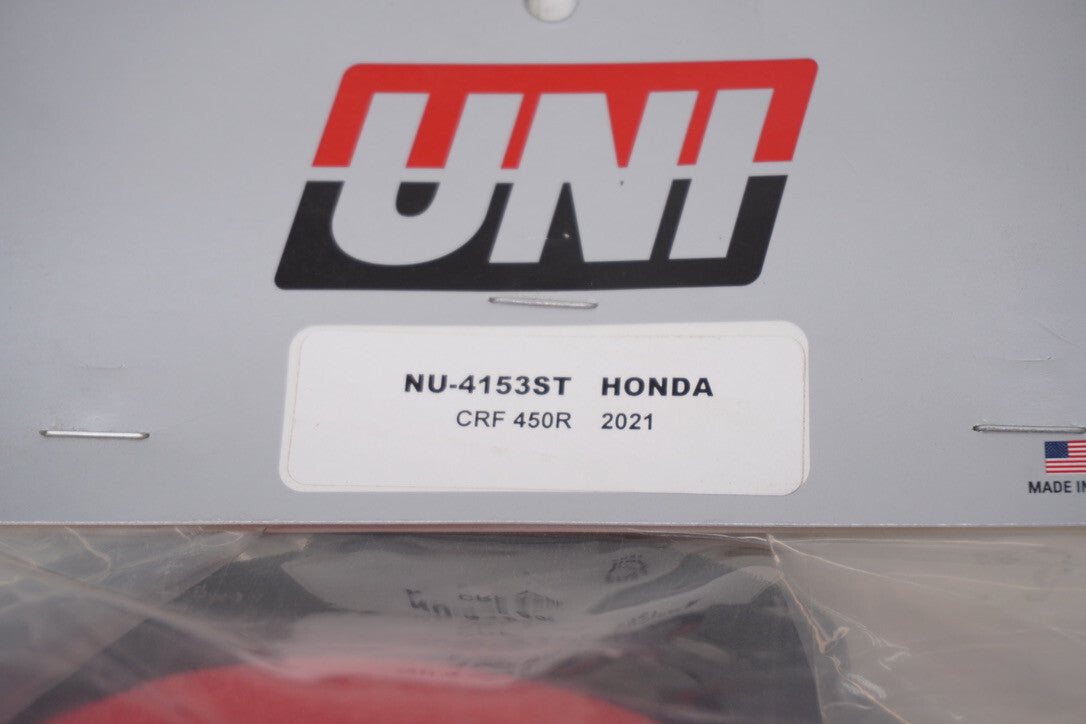 UNI
NU-4153ST HONDA
CRF 450R 2021
MADE IN